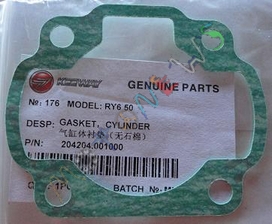 KEEWAY
GENUINE PARTS
№: 176 MODEL: RY6 50
DESP: GASKET, CYLINDER
气缸体衬垫（无石棉）
P/N: 204204:001000
BATCH №: